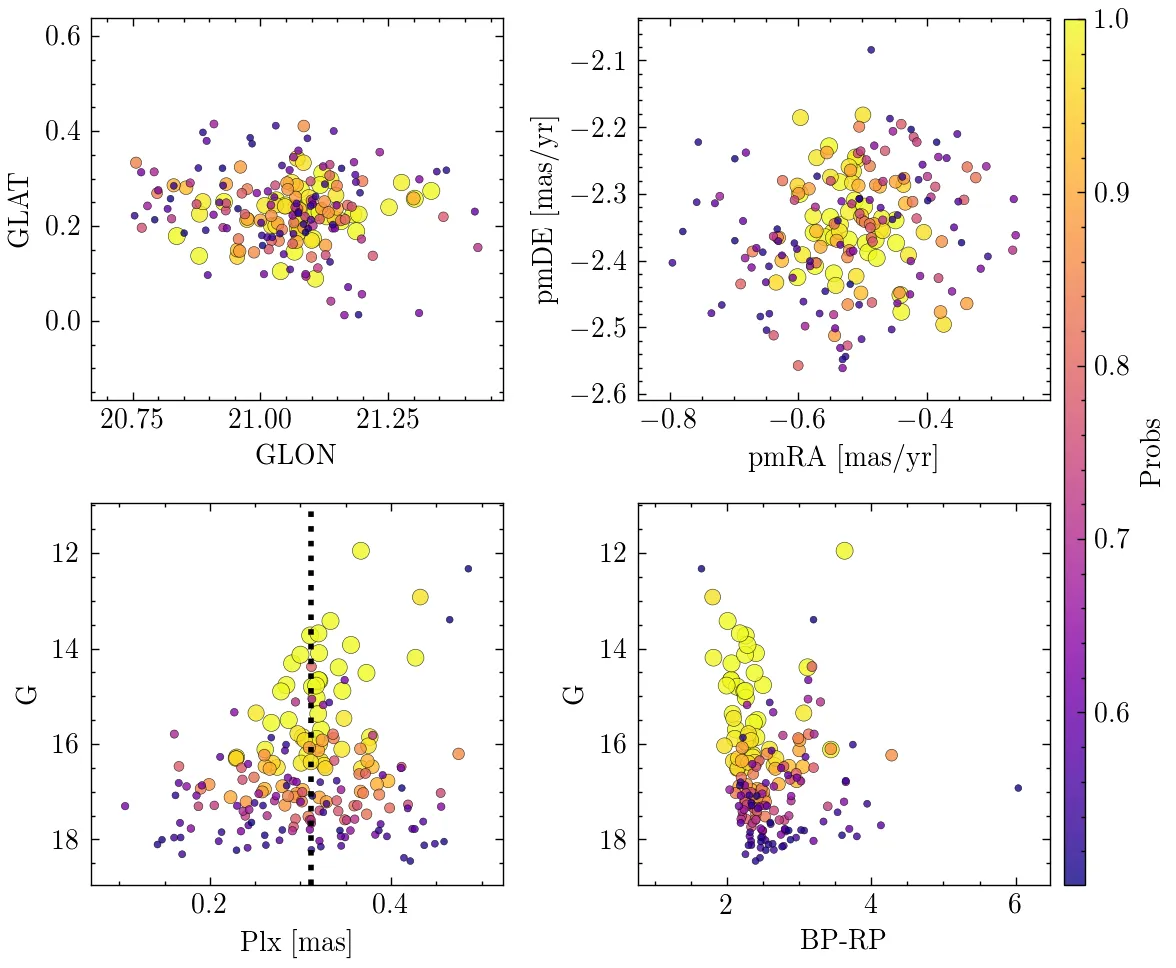 0.6
0.4
0.2
0.0
GLAT
20.75 21.00 21.25
GLON
−2.1
−2.2
−2.3
−2.4
−2.5
−2.6
pmDE [mas/yr]
−0.8 −0.6 −0.4
pmRA [mas/yr]
12
14
16
18
G
0.2 0.4
Plx [mas]
12
14
16
18
G
2 4 6
BP-RP
1.0
0.9
0.8
0.7
0.6
Probs